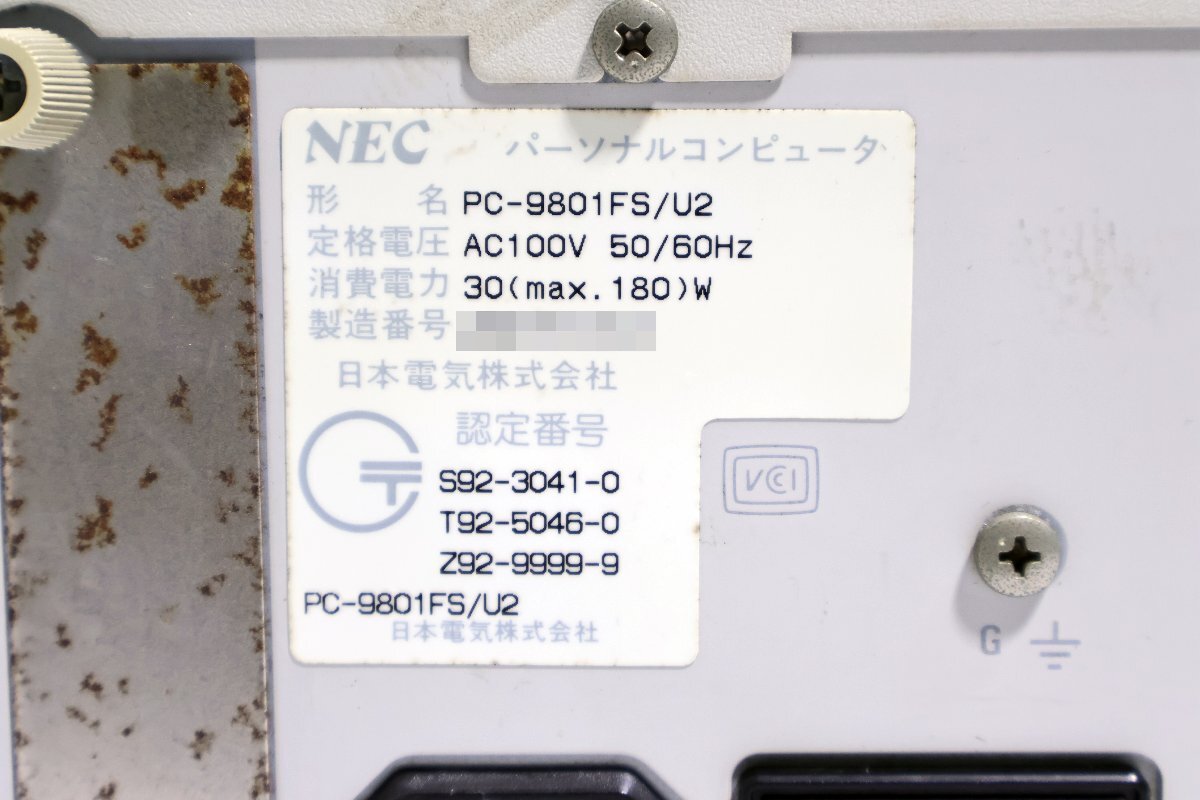 NEC パーソナルコンピュータ
形名 PC-9801FS/U2
定格電圧 AC100V 50/60Hz
消費電力 30(max.180)W
製造番号
日本電気株式会社
認定番号
S92-3041-0
T92-5046-0
Z92-9999-9
PC-9801FS/U2
日本電気株式会社
VCCI
G